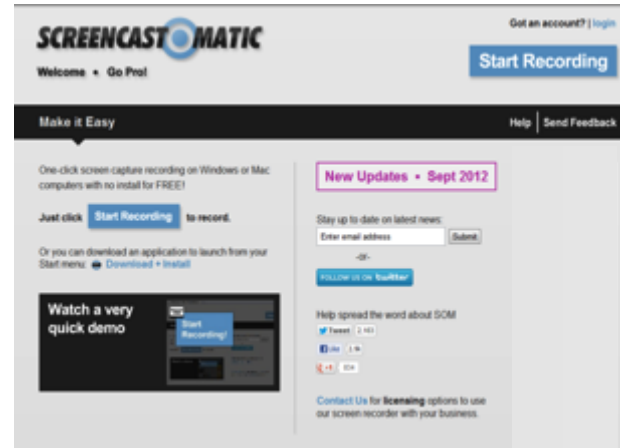 SCREENCAST MATIC
Welcome • Go Pro!
Got an account? | login
Start Recording
Make it Easy
Help | Send Feedback
One-click screen capture recording on Windows or Mac
computers with no install for FREE!
Just click Start Recording to record.
Or you can download an application to launch from your
Start menu: Download + Install
Watch a very
quick demo
Start
Recording!
New Updates • Sept 2012
Stay up to date on latest news:
Enter email address Submit
-or-
FOLLOW US ON twitter
Help spread the word about SOM
Tweet
Like
+1
Contact Us for licensing options to use
our screen recorder with your business.